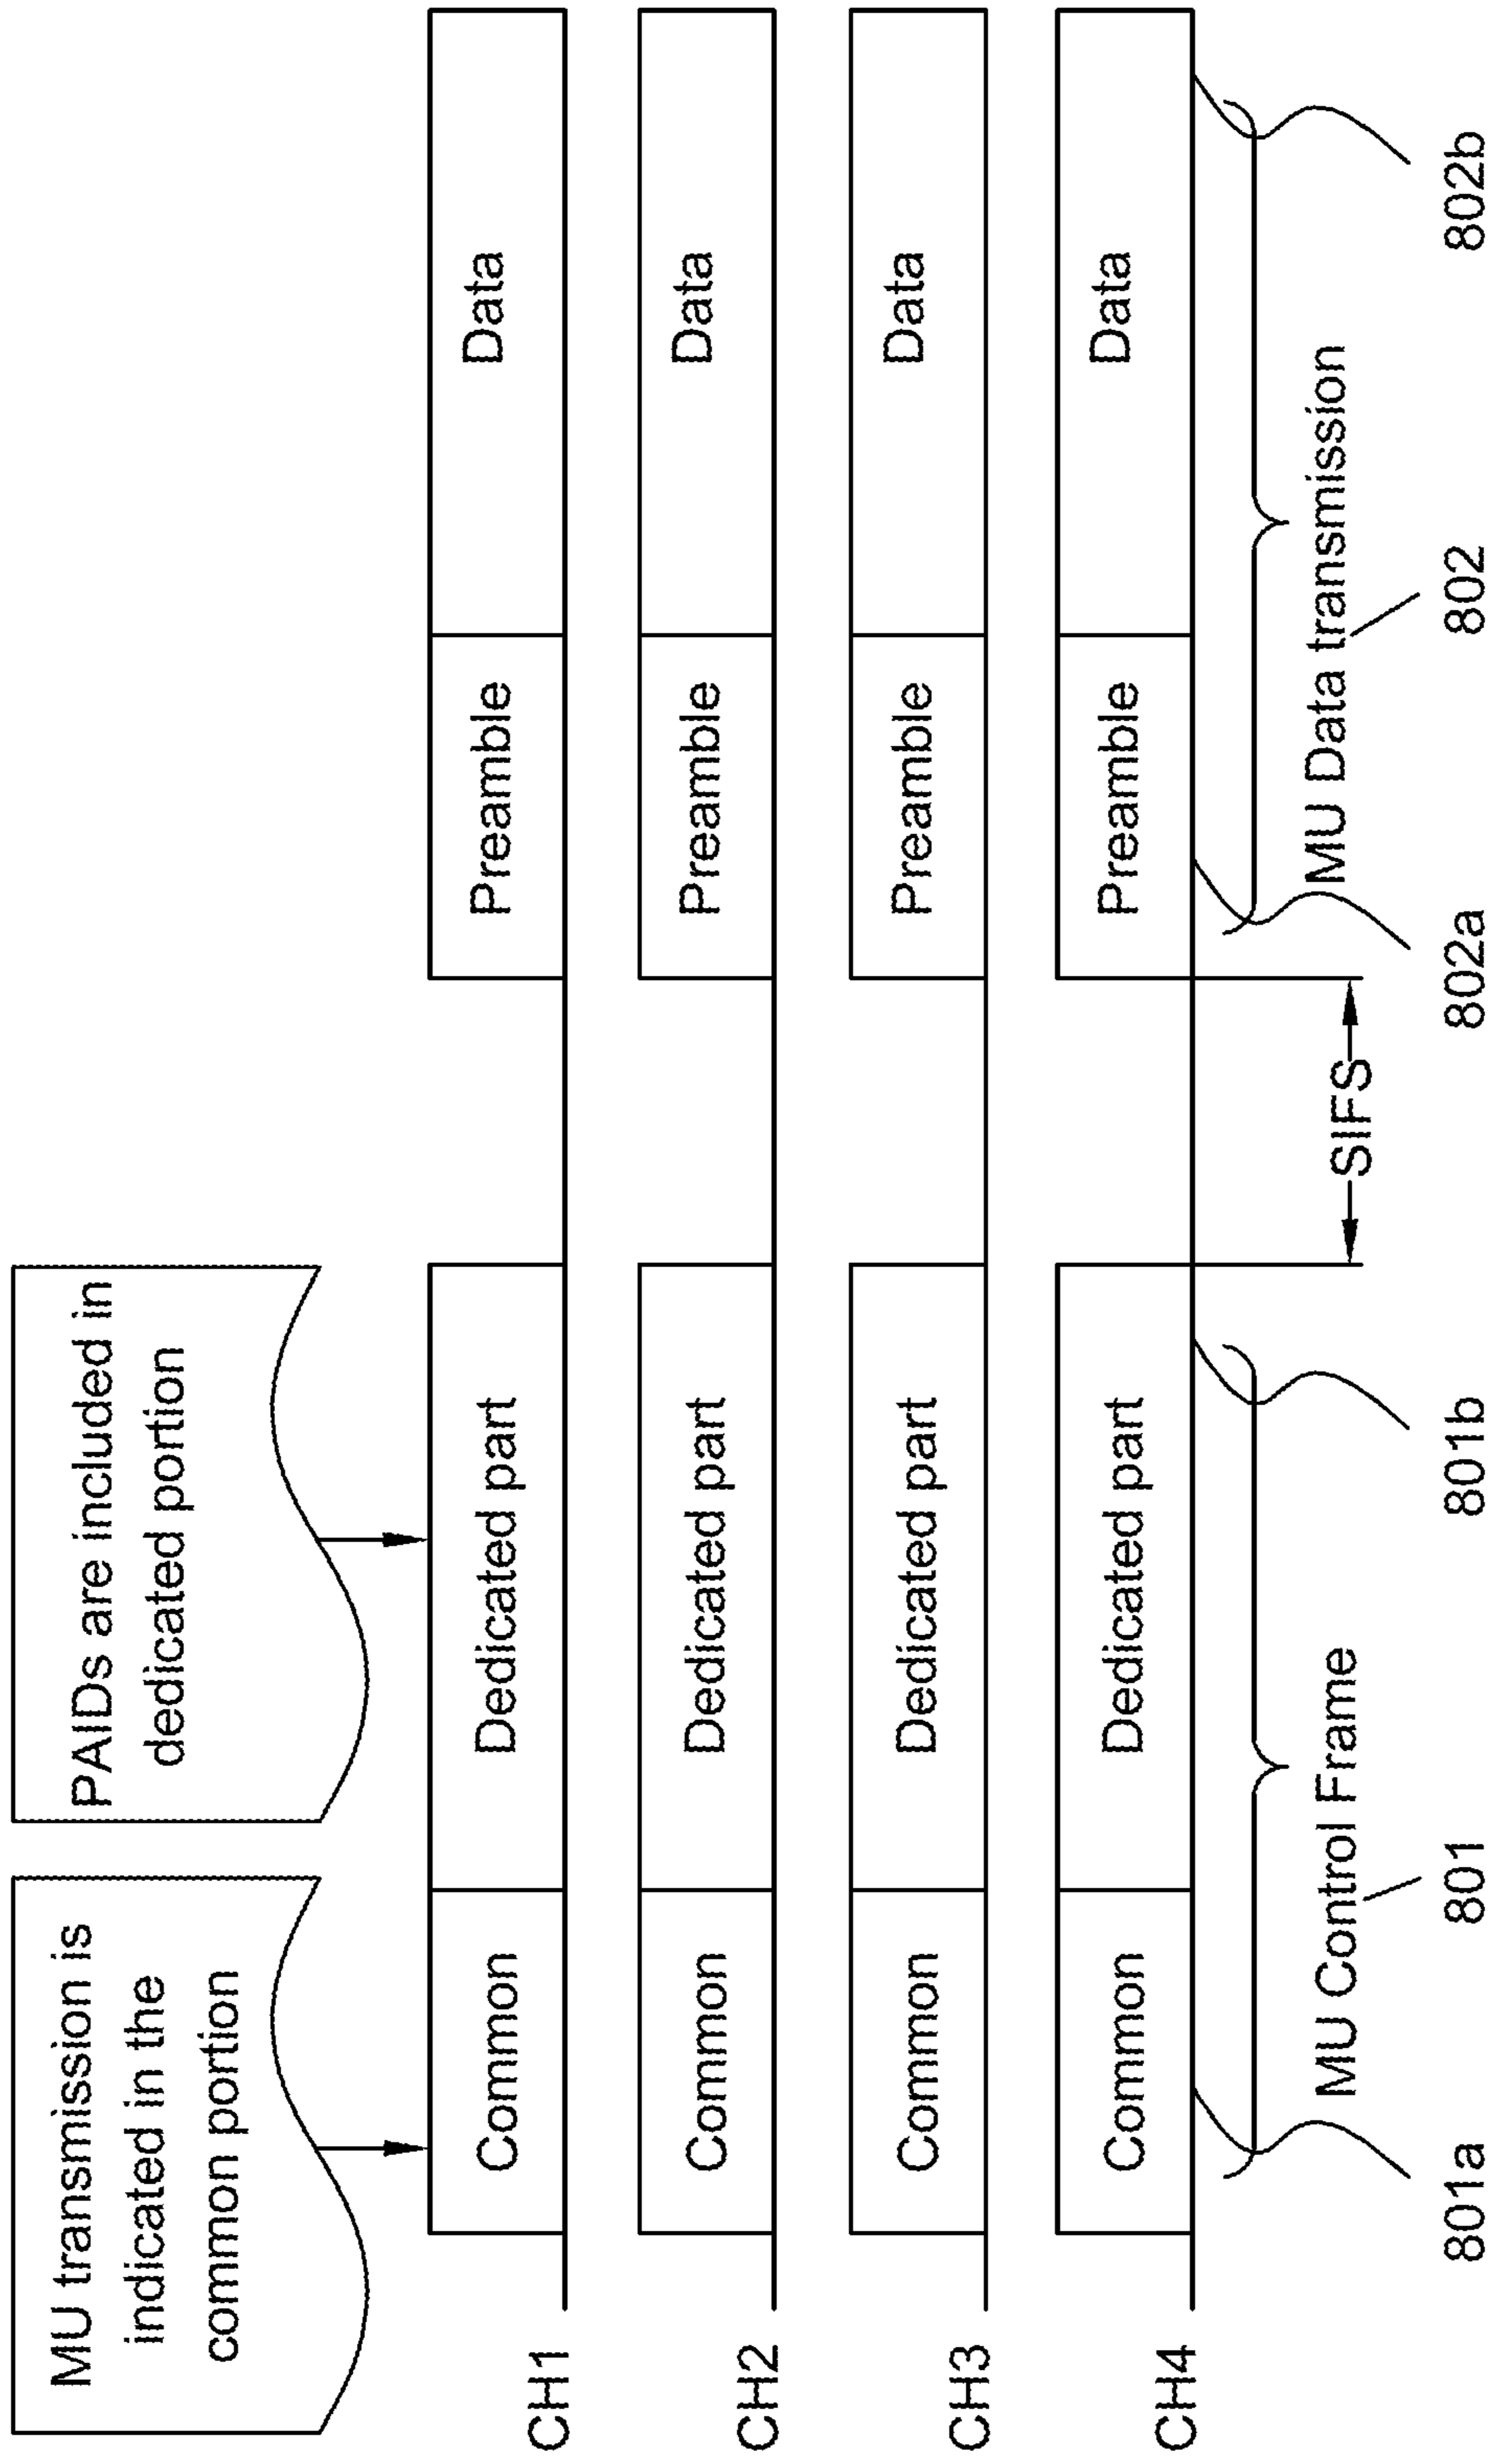 MU transmission is
indicated in the
common portion
PAIDs are included in
dedicated portion
CH1
Common
Dedicated part
Preamble
Data
CH2
Common
Dedicated part
Preamble
Data
CH3
Common
Dedicated part
Preamble
Data
CH4
Common
Dedicated part
Preamble
Data
SIFS
MU Control Frame
MU Data transmission
801a
801
801b
802a
802
802b